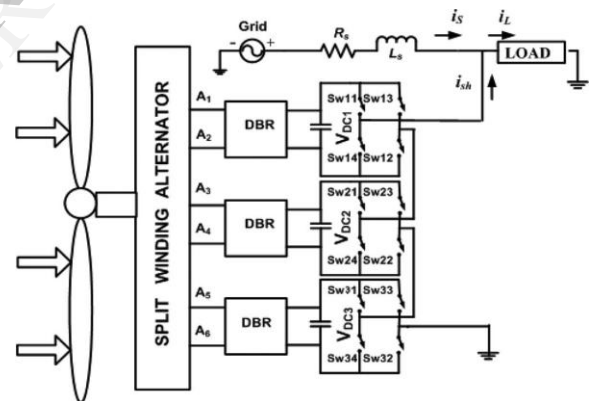 Grid
- +
Rs
Ls
iS
iL
LOAD
ish
SPLIT WINDING ALTERNATOR
A1
A2
DBR
VDC1
Sw11 Sw13
Sw14 Sw12
A3
A4
DBR
VDC2
Sw21 Sw23
Sw24 Sw22
A5
A6
DBR
VDC3
Sw31 Sw33
Sw34 Sw32